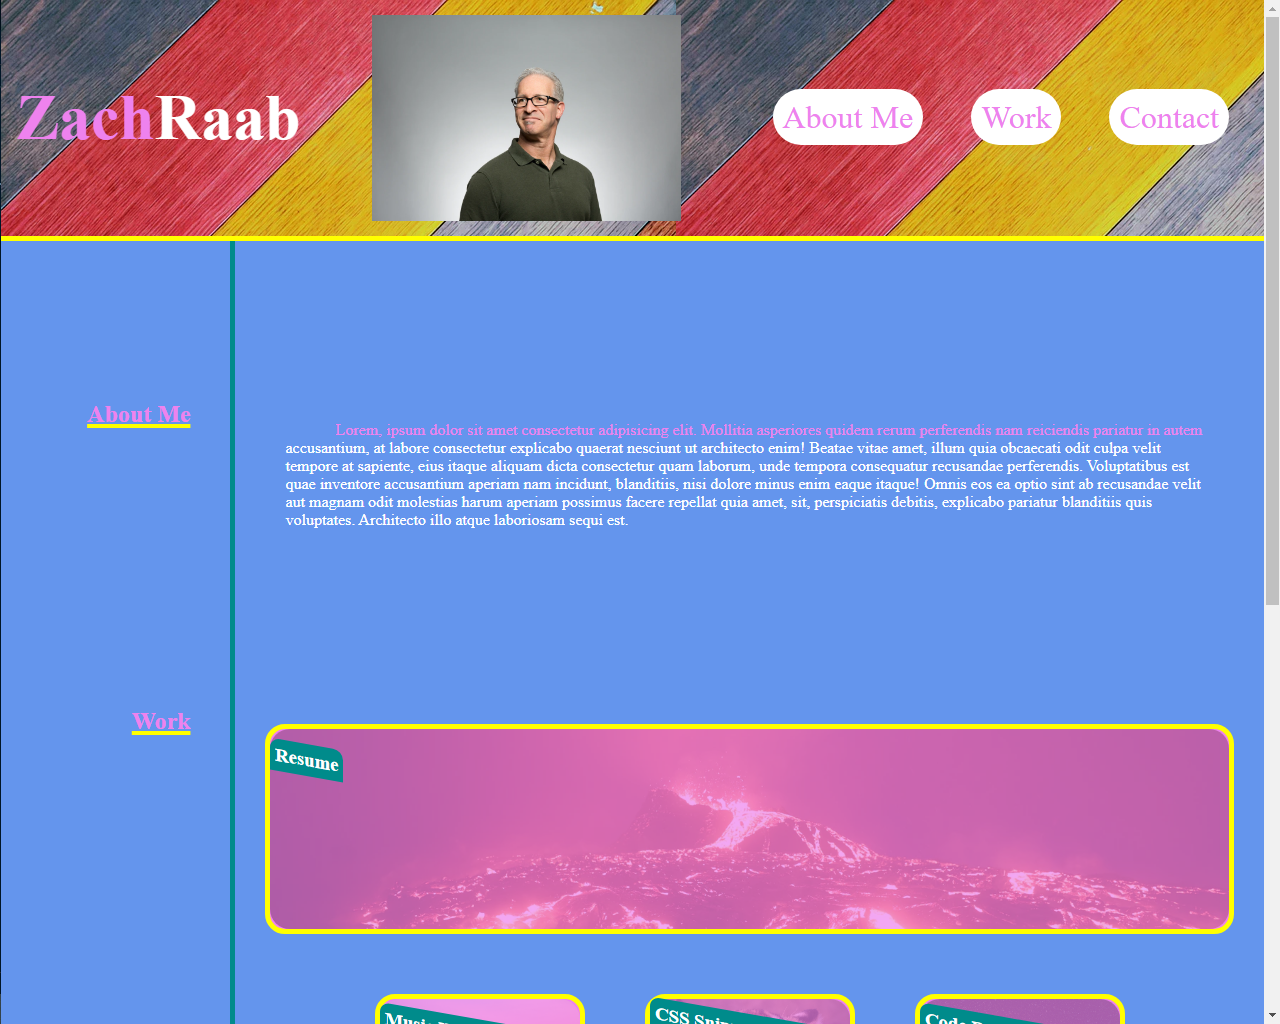 ZachRaab
About Me
Work
Contact
About Me
Lorem, ipsum dolor sit amet consectetur adipisicing elit. Mollitia asperiores quidem rerum perferendis nam reiciendis pariatur in autem
accusantium, at labore consectetur explicabo quaerat nesciunt ut architecto enim! Beatae vitae amet, illum quia obcaecati odit culpa velit
tempore at sapiente, eius itaque aliquam dicta consectetur quam laborum, unde tempora consequatur recusandae perferendis. Voluptatibus est
quae inventore accusantium aperiam nam incidunt, blanditiis, nisi dolore minus enim eaque itaque! Omnis eos ea optio sint ab recusandae velit
aut magnam odit molestias harum aperiam possimus facere repellat quia amet, sit, perspiciatis debitis, explicabo pariatur blanditiis quis
voluptates. Architecto illo atque laboriosam sequi est.
Work
Resume
Music
CSS
Code